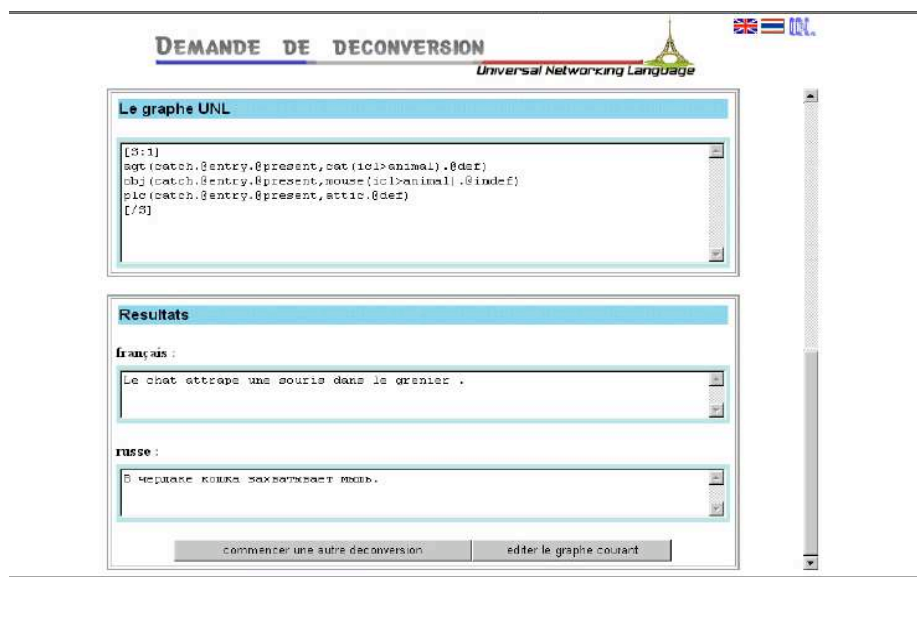 DEMANDE DE DECONVERSION
Universal Networking Language
Le graphe UNL
[S:1]
agt(catch.@entry.@present,cat(icl>animal).@def)
obj(catch.@entry.@present,mouse(icl>animal).@indef)
plc(catch.@entry.@present,attic.@def)
[/S]
Resultats
français :
Le chat attrape une souris dans le grenier .
russe :
В чердаке кошка захватывает мышь.
commencer une autre deconversion
editer le graphe courant